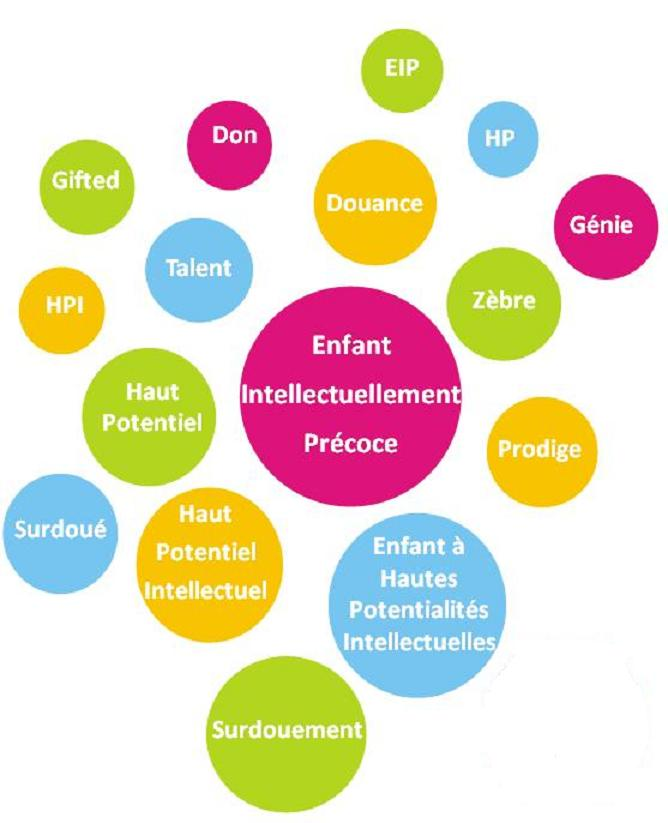 EIP
Don
HP
Gifted
Douance
Génie
Talent
Zèbre
HPI
Enfant
Intellectuellement
Précoce
Haut
Potentiel
Prodige
Surdoué
Haut
Potentiel
Intellectuel
Enfant à
Hautes
Potentialités
Intellectuelles
Surdouement